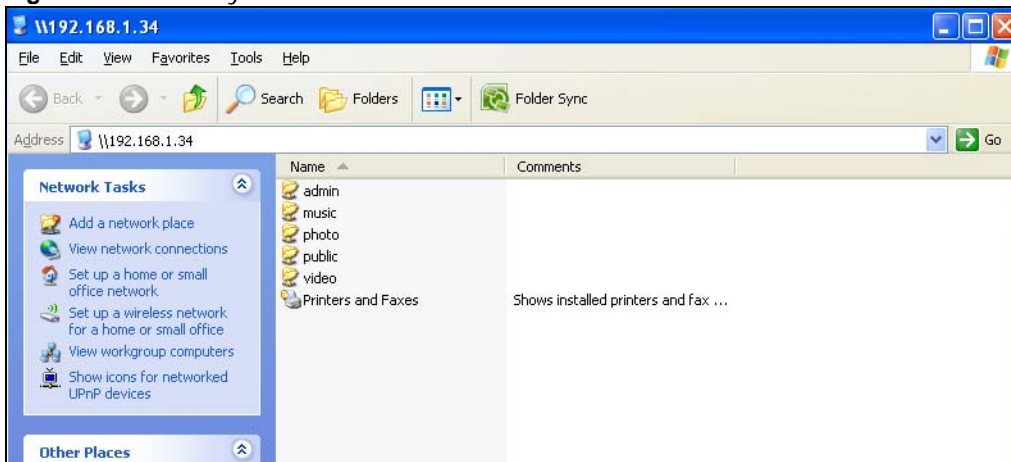 \\192.168.1.34
File Edit View Favorites Tools Help
Back Search Folders Folder Sync
Address \\192.168.1.34 Go
Name Comments
Network Tasks
Add a network place
View network connections
Set up a home or small
office network
Set up a wireless network
for a home or small office
View workgroup computers
Show icons for networked
UPnP devices
Other Places
admin
music
photo
public
video
Printers and Faxes Shows installed printers and fax ...